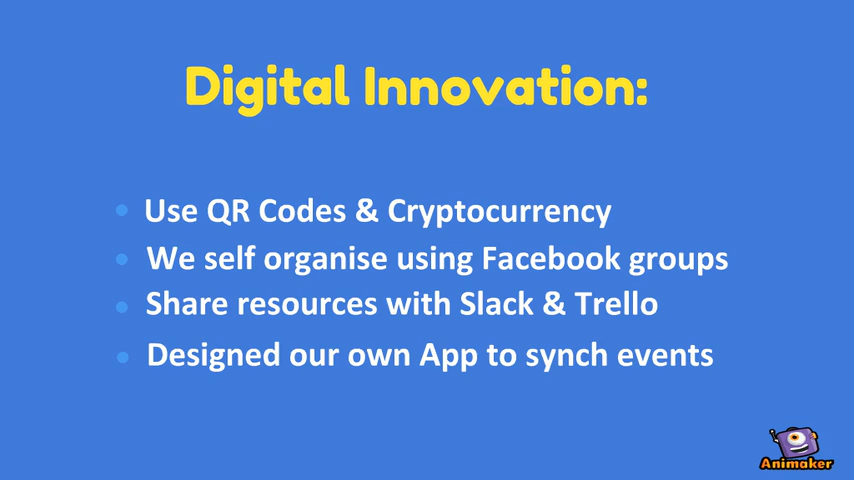 Digital Innovation:
Use QR Codes & Cryptocurrency
We self organise using Facebook groups
Share resources with Slack & Trello
Designed our own App to synch events
Animaker